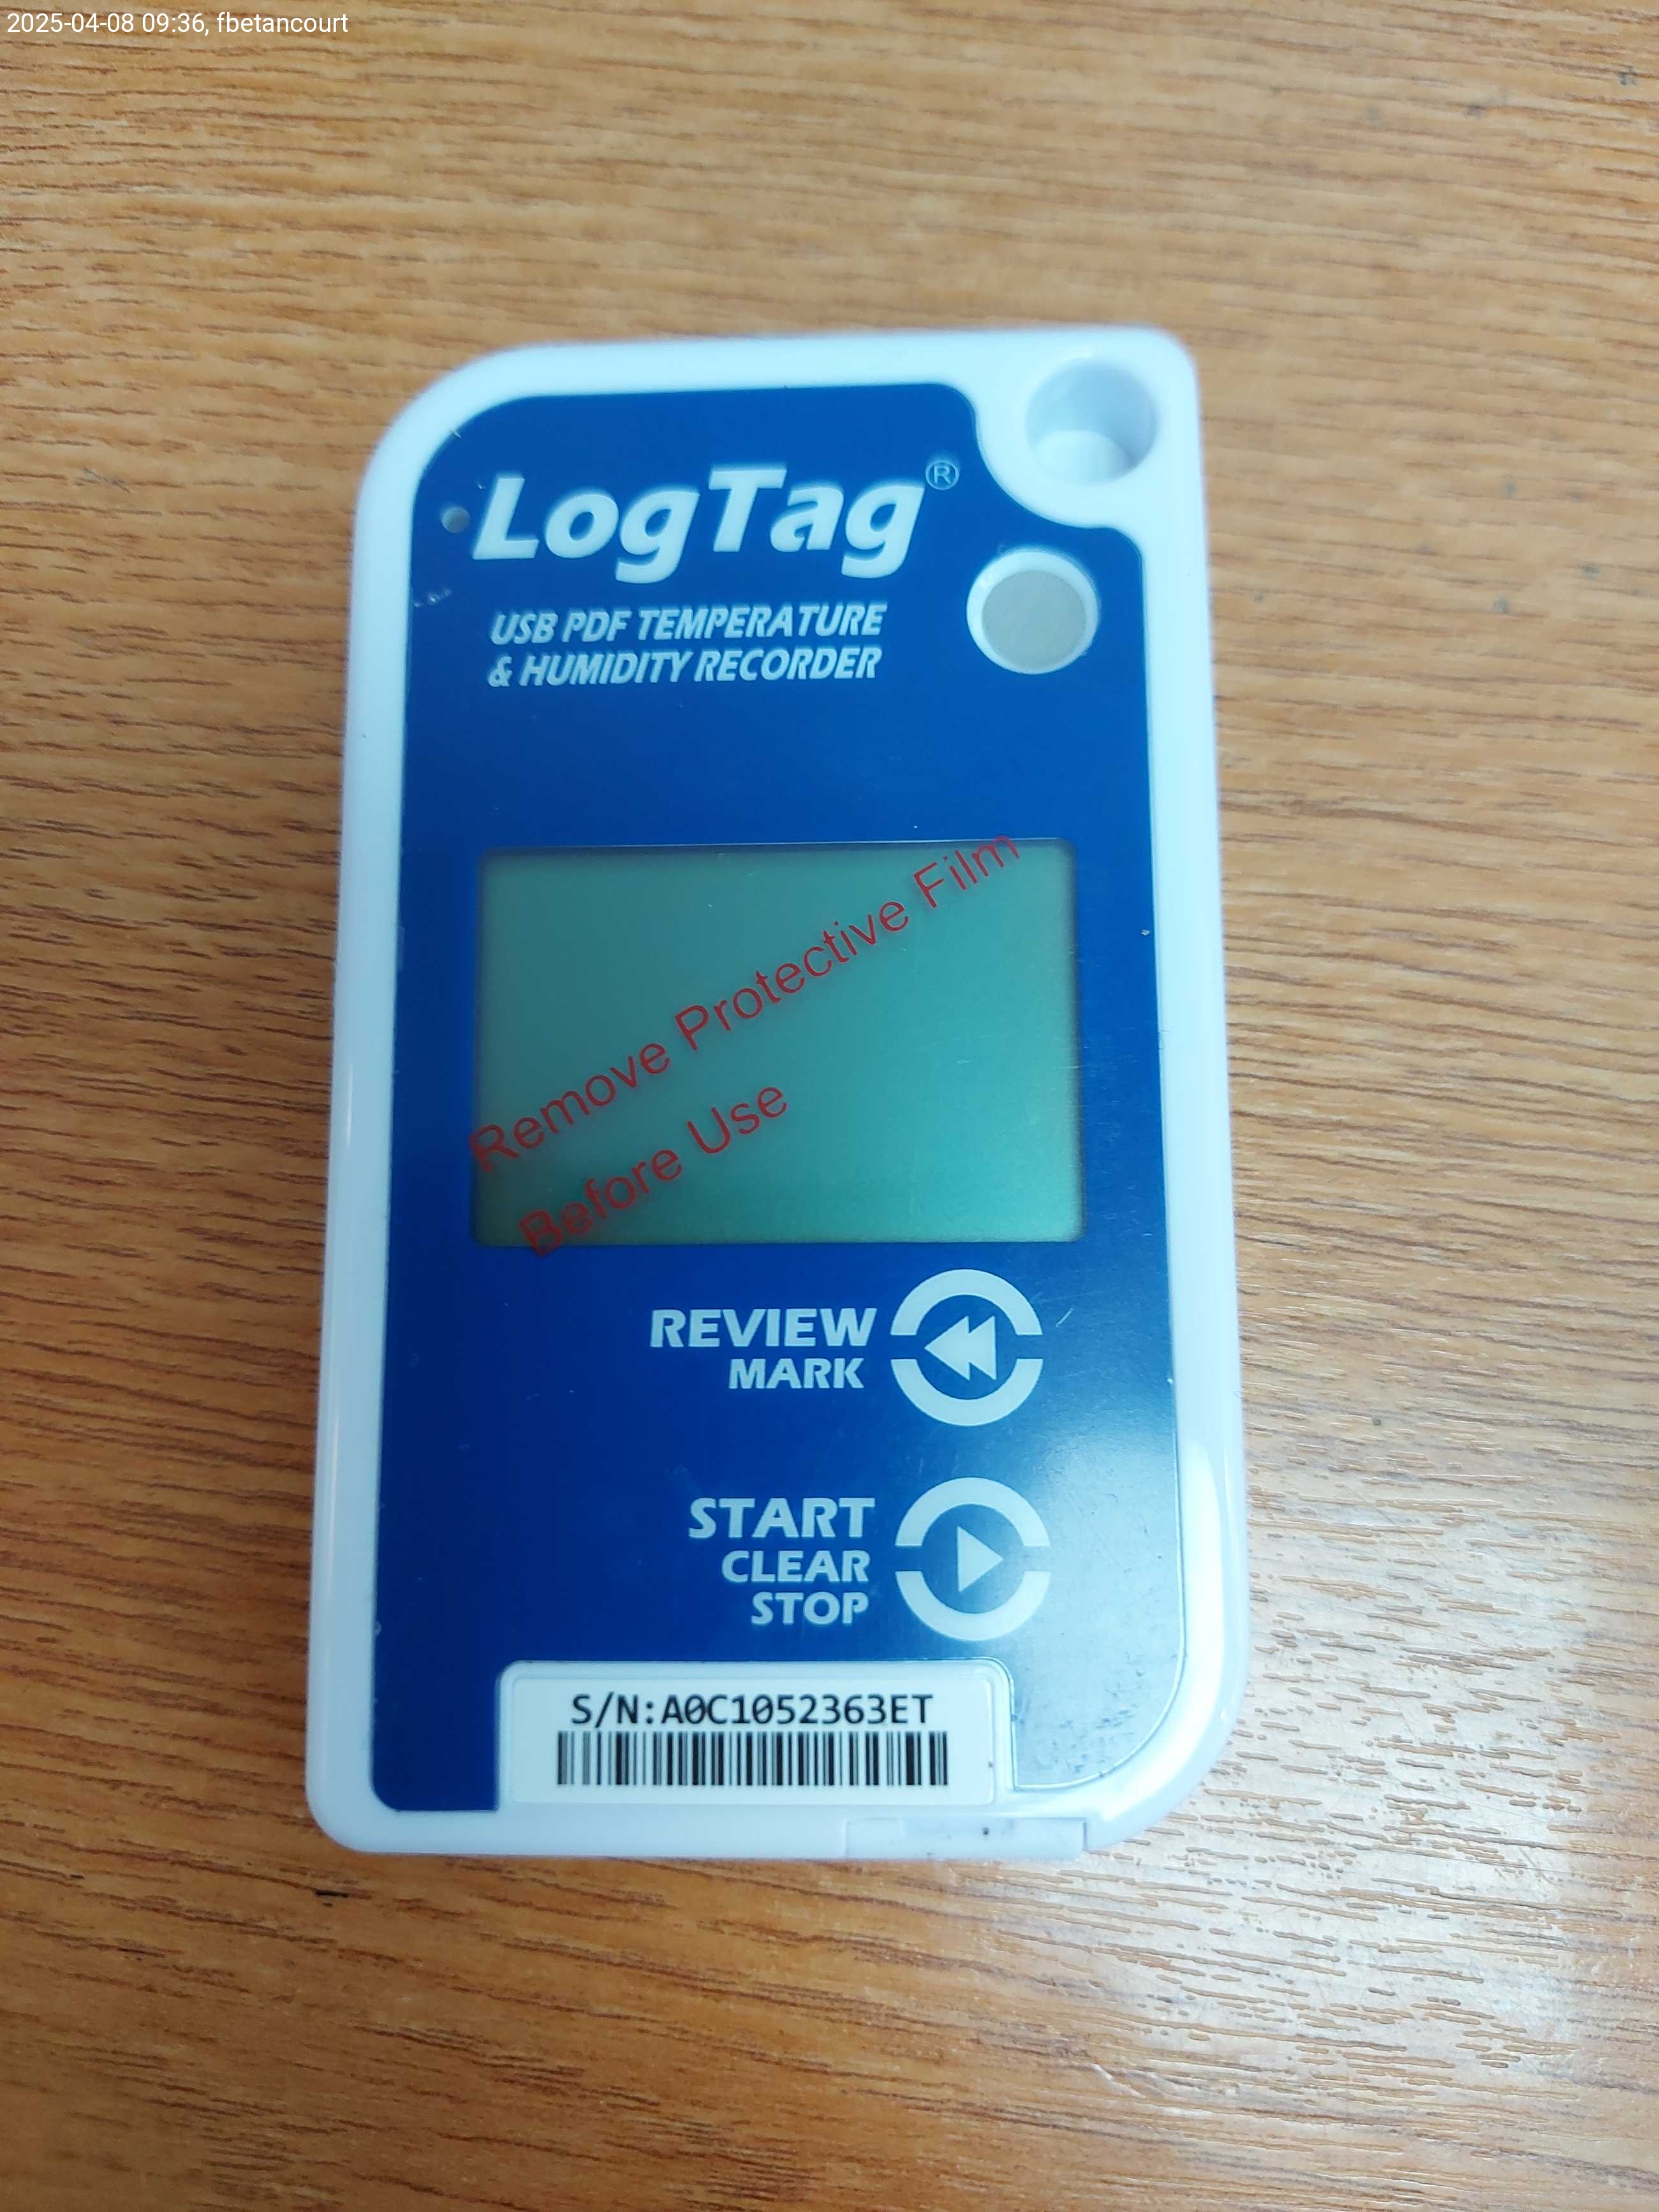 2025-04-08 09:36, fbetancourt
LogTag®
USB PDF TEMPERATURE
& HUMIDITY RECORDER
Remove Protective Film
Before Use
REVIEW
MARK
START
CLEAR
STOP
S/N:A0C1052363ET